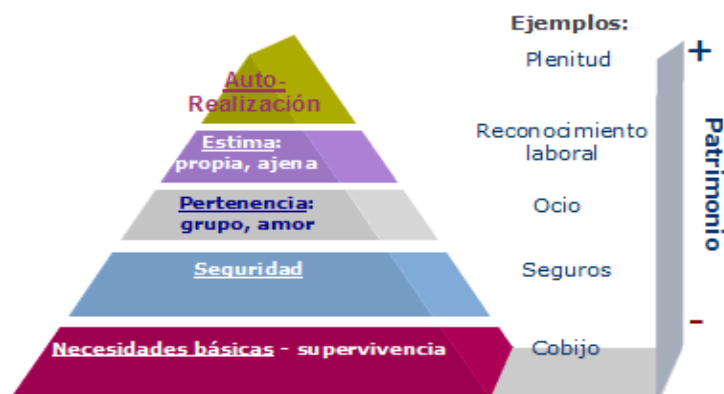 Ejemplos:
Auto-
Realización
Plenitud
+
Estima:
propia, ajena
Reconocimiento
laboral
Pertenencia:
grupo, amor
Ocio
Patrimonio
Seguridad
Seguros
-
Necesidades básicas - supervivencia
Cobijo